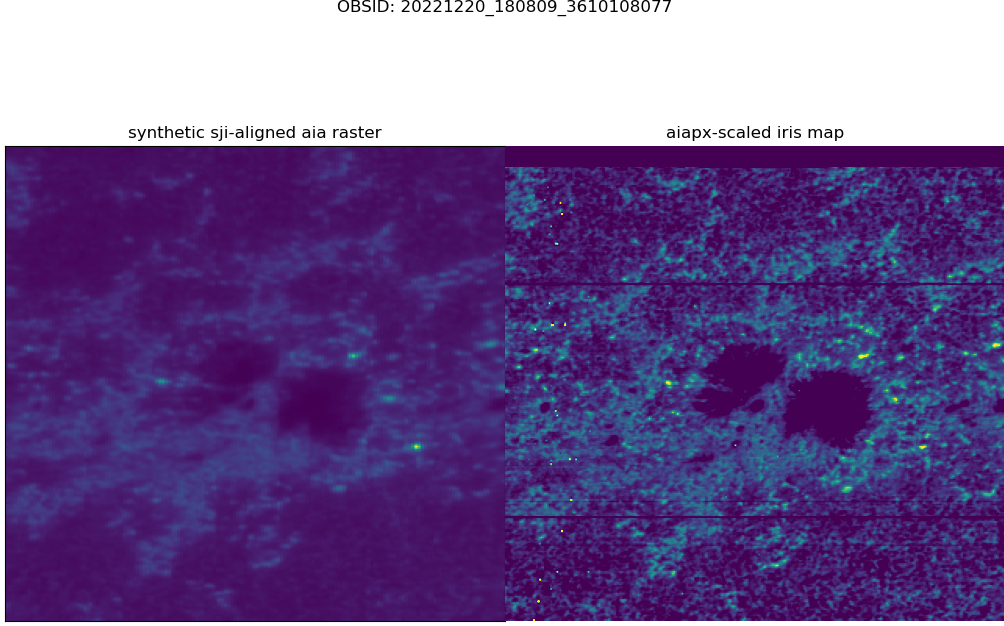 OBSID: 20221220_180809_3610108077
synthetic sji-aligned aia raster
aiapx-scaled iris map